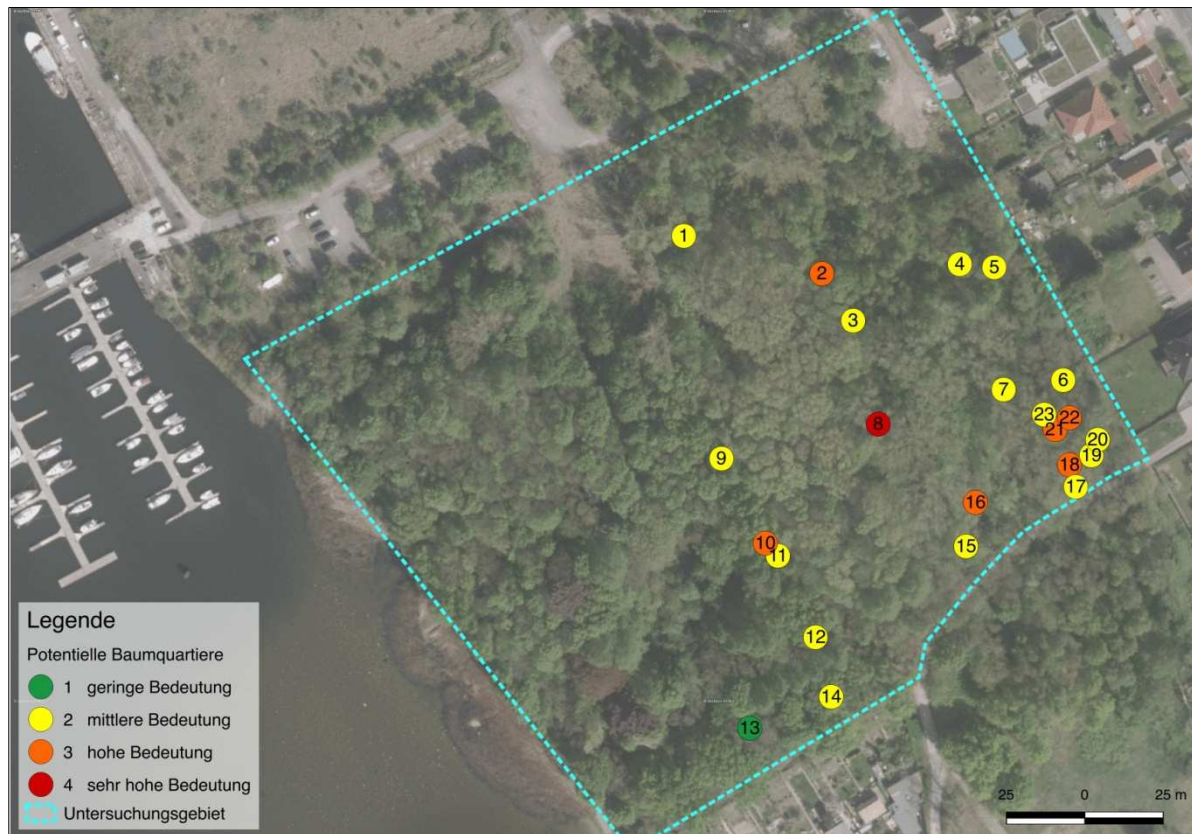 1
2
3
4
5
6
7
23
22
21
8
20
19
9
18
17
16
10
15
11
12
14
13
Legende
Potentielle Baumquartiere
1 geringe Bedeutung
2 mittlere Bedeutung
3 hohe Bedeutung
4 sehr hohe Bedeutung
Untersuchungsgebiet
25 0 25 m